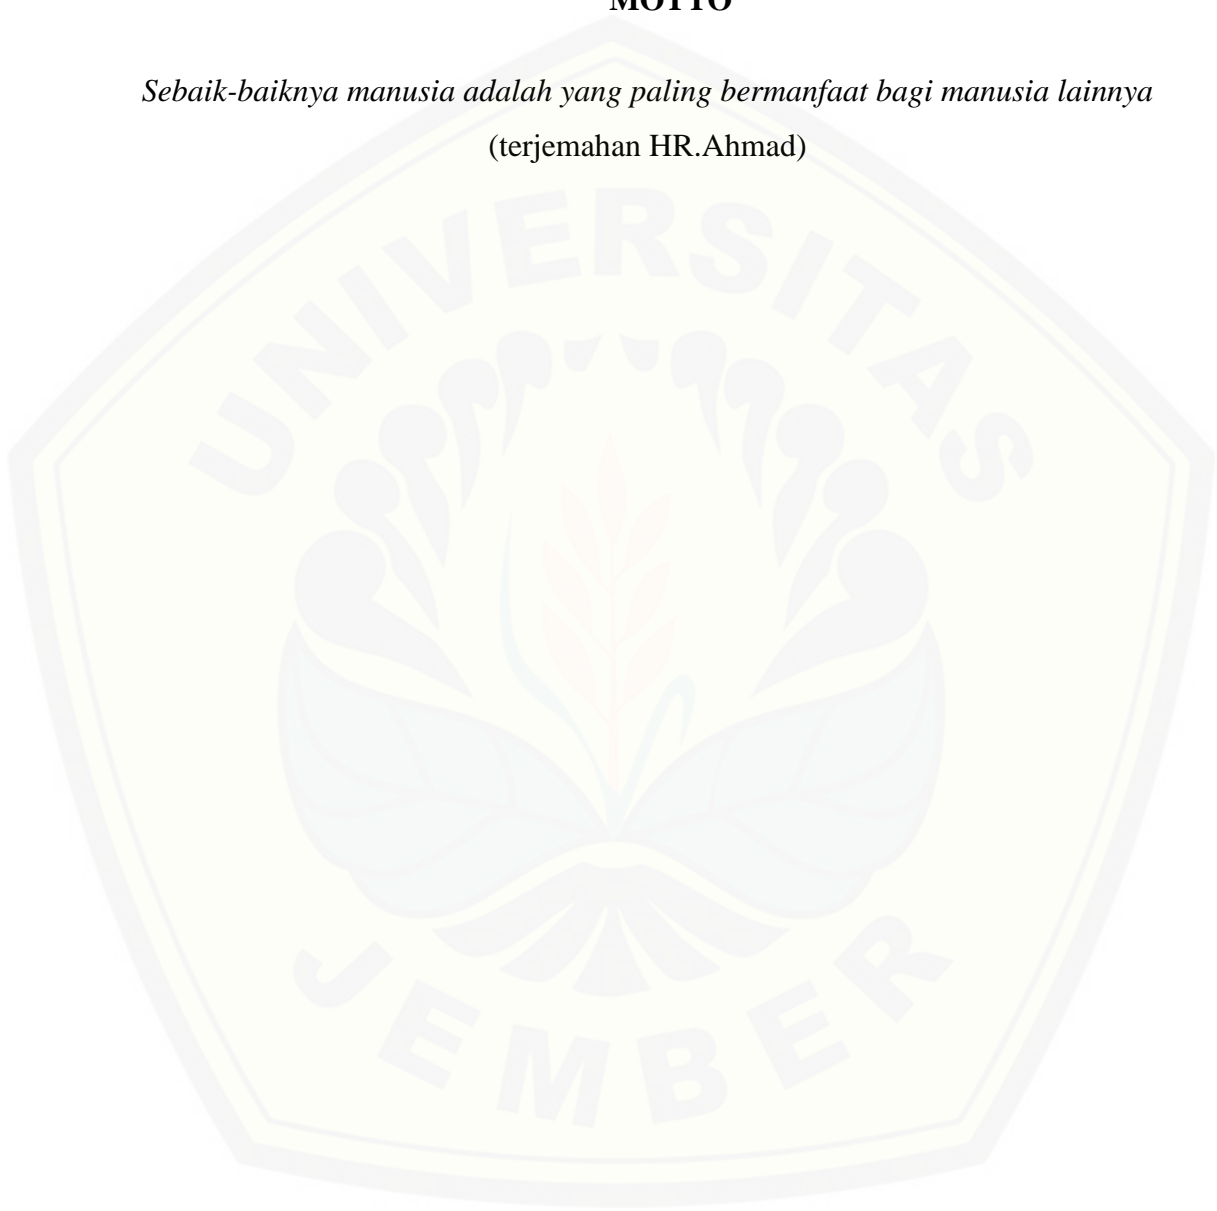 MOTTO
Sebaik-baiknya manusia adalah yang paling bermanfaat bagi manusia lainnya
(terjemahan HR.Ahmad)
UNIVERSITAS
JEMBER